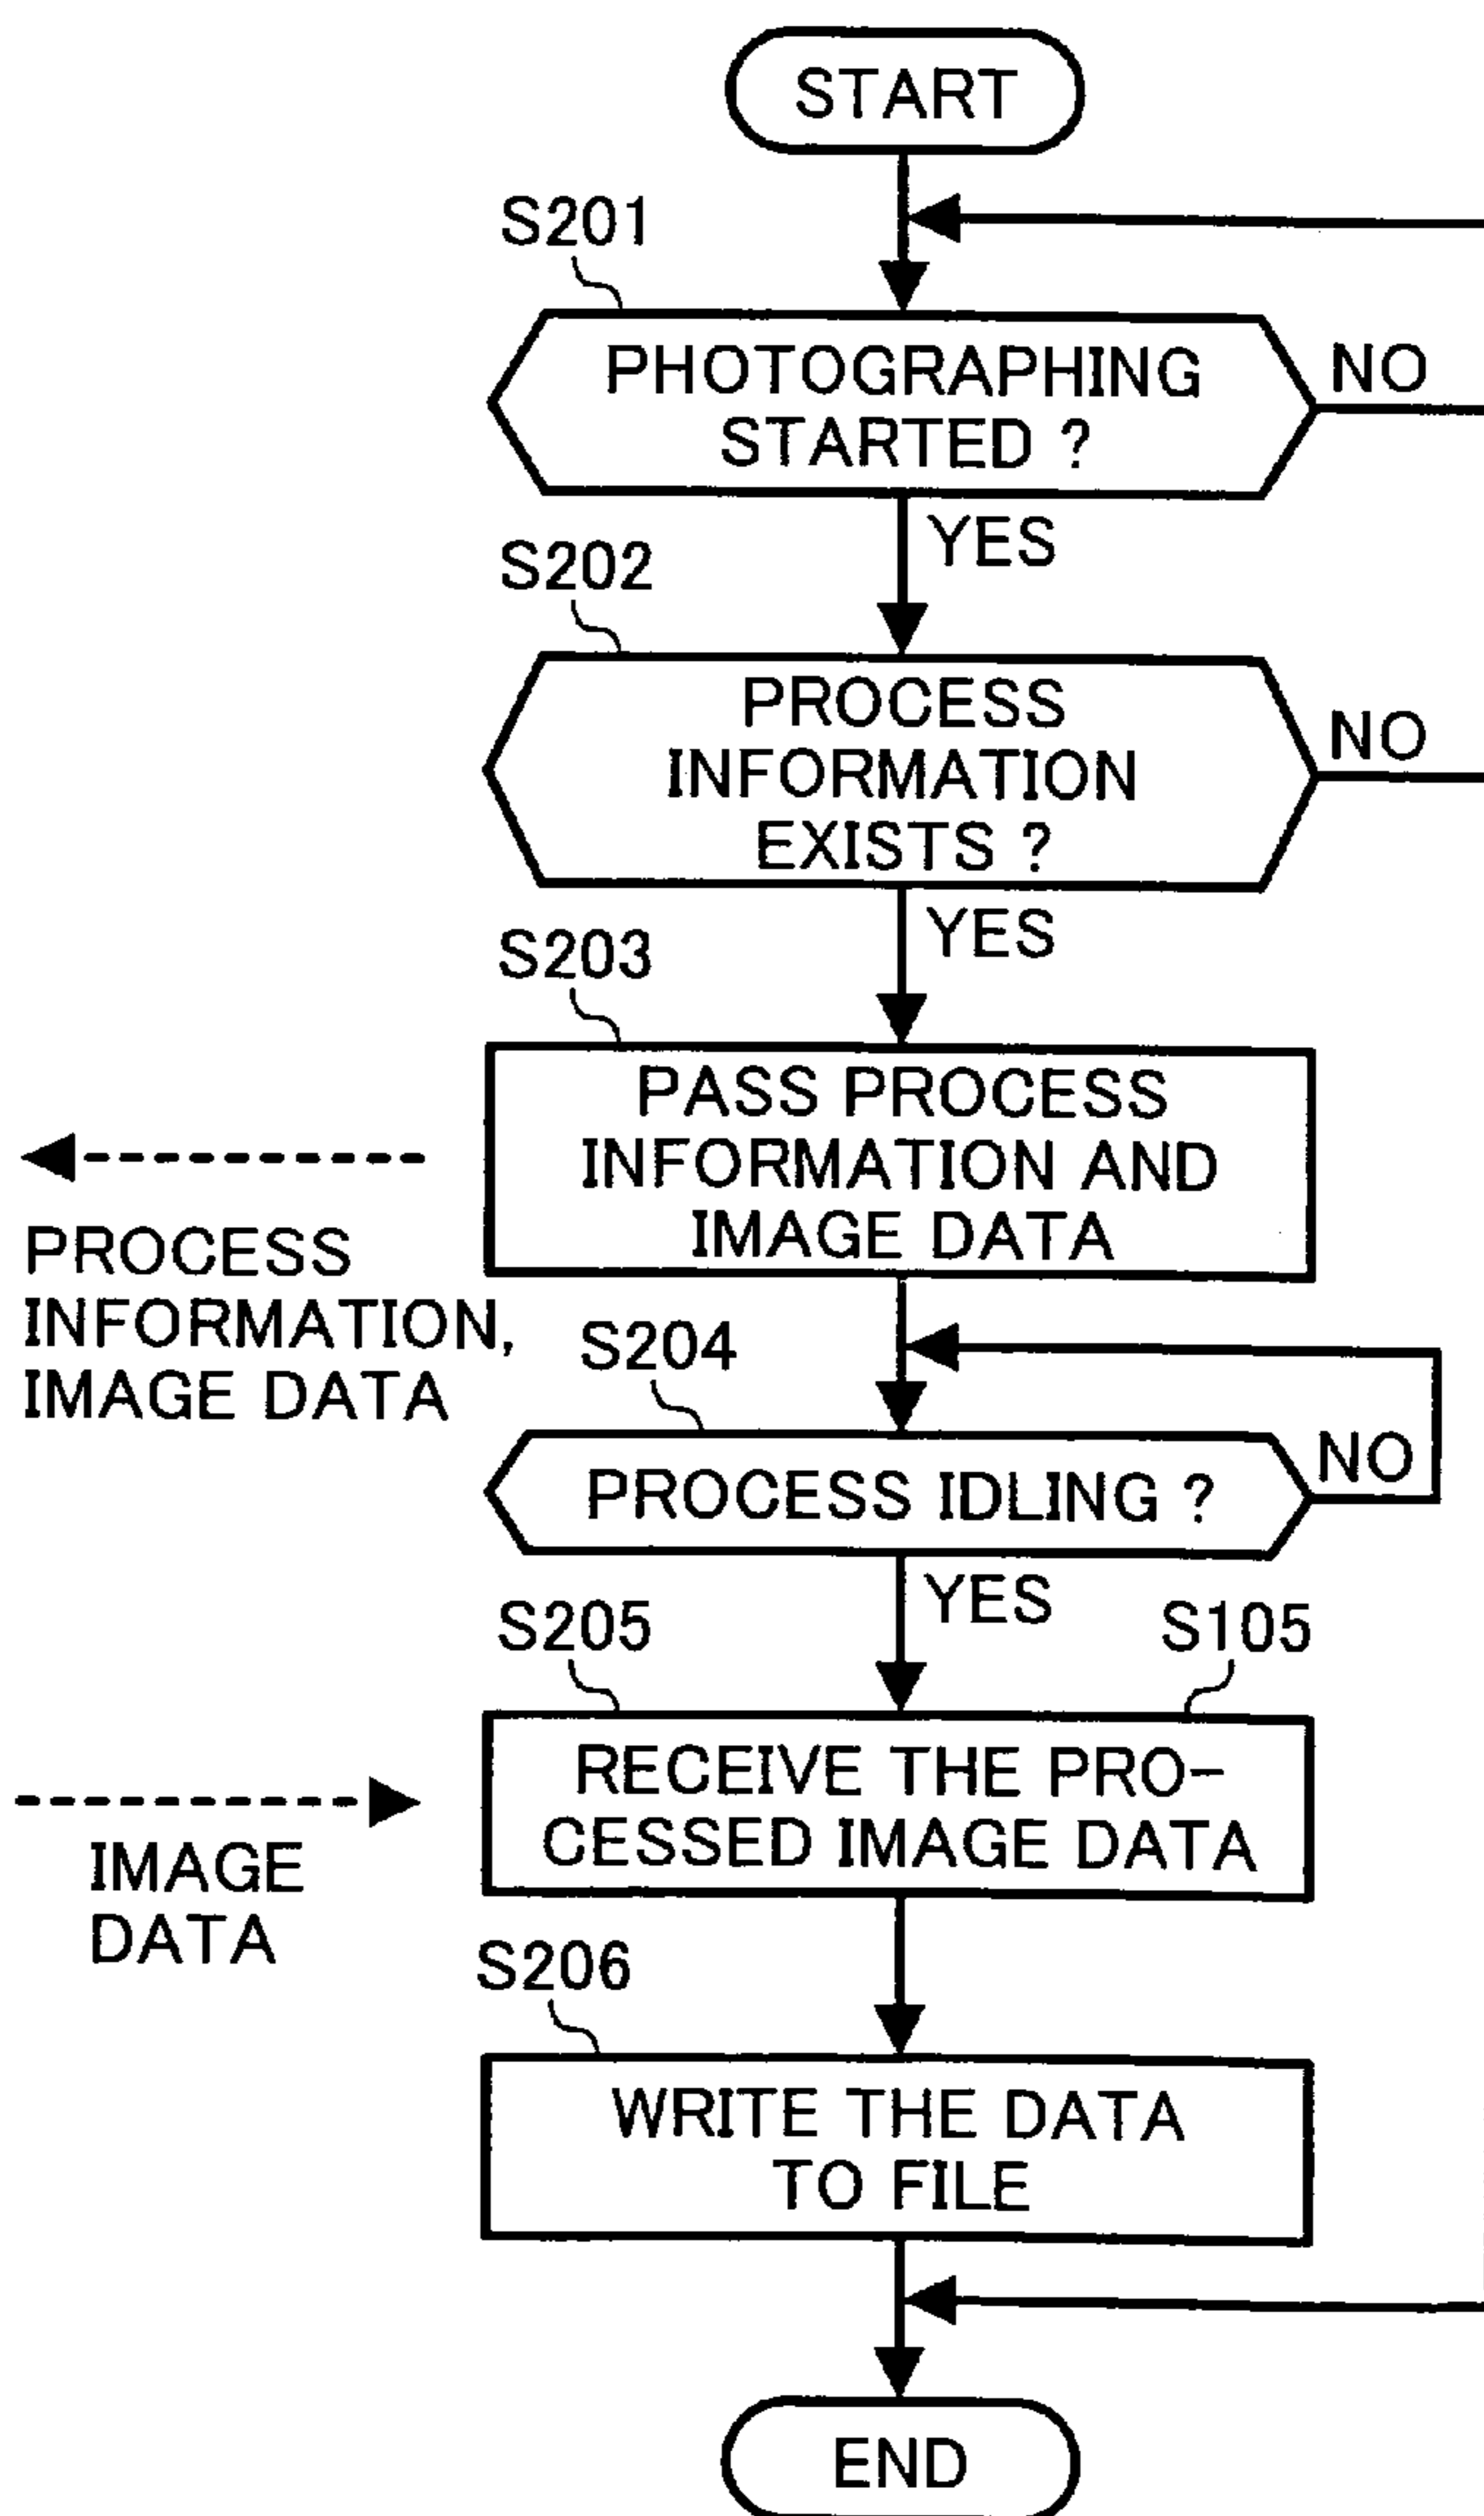 START
S201
PHOTOGRAPHING
STARTED ?
NO
YES
S202
PROCESS
INFORMATION
EXISTS ?
NO
YES
S203
PASS PROCESS
INFORMATION AND
IMAGE DATA
PROCESS
INFORMATION,
IMAGE DATA
S204
PROCESS IDLING ?
NO
YES
S205
S105
RECEIVE THE PRO-
CESSED IMAGE DATA
IMAGE
DATA
S206
WRITE THE DATA
TO FILE
END